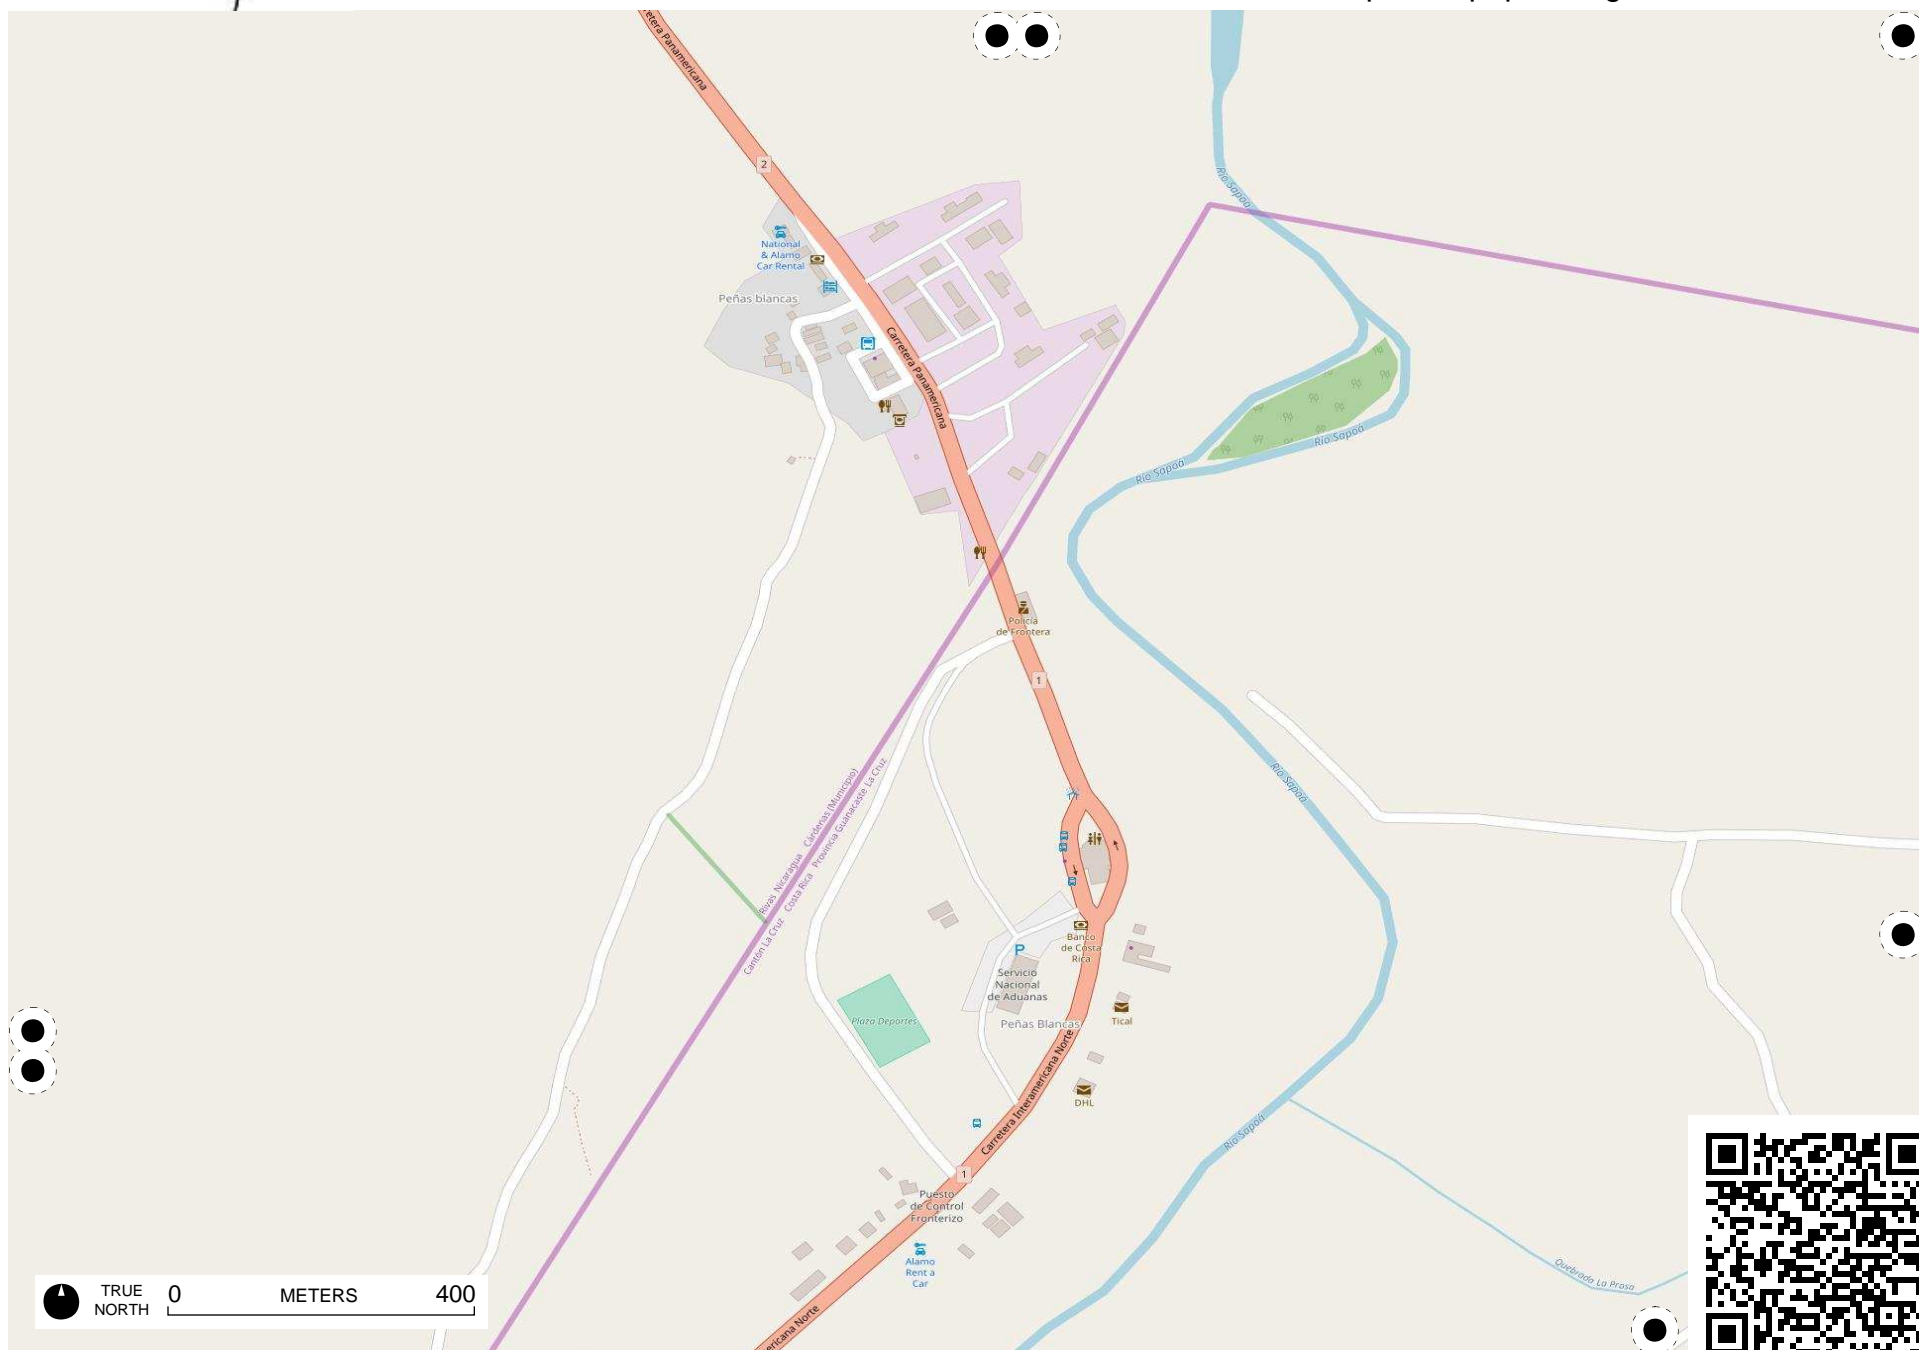 Carretera Panamericana
2
National
& Alamo
Car Rental
Peñas blancas
Carretera Panamericana
Río Sapoá
Río Sapoá
Río Sapoá
Policía
de Frontera
1
Río Sapoá
Rivas Nicaragua Cárdenas (Municipio)
Cantón La Cruz Costa Rica Provincia Guanacaste La Cruz
Banco
de Costa
Rica
P
Servicio
Nacional
de Aduanas
Plaza Deportes
Peñas Blancas
Tical
DHL
Carretera Interamericana Norte
Río Sapoá
1
Puesto
de Control
Fronterizo
Alamo
Rent a
Car
Quebrada La Prosa
TRUE
NORTH
0 METERS 400
ericana Norte